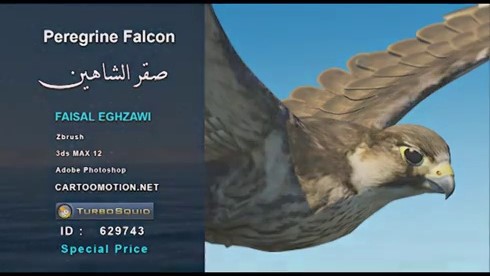 Peregrine Falcon
صقر الشاهين
FAISAL EGHZAWI
Zbrush
3ds MAX 12
Adobe Photoshop
CARTOOMOTION.NET
TURBOSQUID
ID : 629743
Special Price